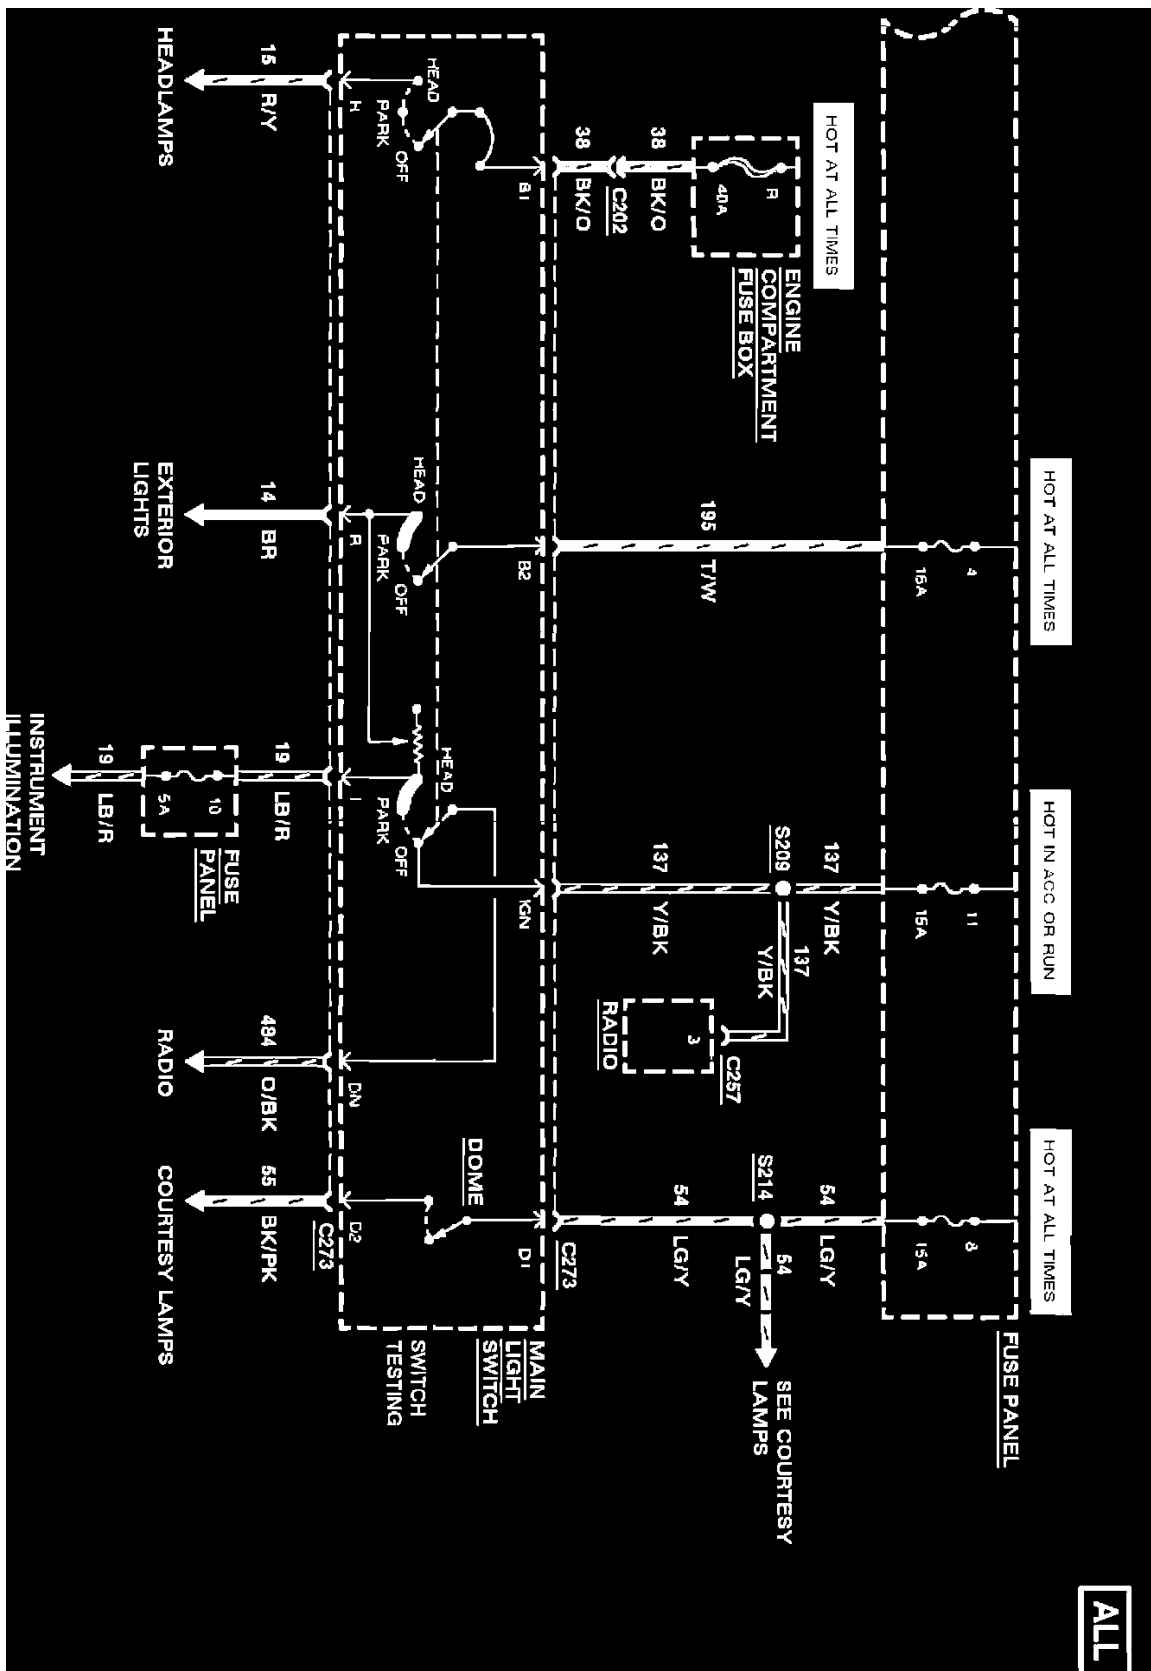 ALL
HOT AT ALL TIMES
HOT AT ALL TIMES
HOT IN ACC OR RUN
HOT AT ALL TIMES
FUSE PANEL
4
15A
11
15A
8
15A
R
40A
ENGINE
COMPARTMENT
FUSE BOX
38 BK/O
C202
38 BK/O
195 T/W
137 Y/BK
S209
137 Y/BK
137 Y/BK
3
C257
RADIO
54 LG/Y
S214
54 LG/Y
54 LG/Y
SEE COURTESY
LAMPS
C273
B1
B2
IGN
D1
MAIN
LIGHT
SWITCH
SWITCH
TESTING
HEAD
PARK
OFF
HEAD
PARK
OFF
HEAD
PARK
OFF
DOME
H
R
I
DN
D2
C273
15 R/Y
14 BR
19 LB/R
484 O/BK
55 BK/PK
10
5A
FUSE
PANEL
19 LB/R
HEADLAMPS
EXTERIOR
LIGHTS
INSTRUMENT
ILLUMINATION
RADIO
COURTESY LAMPS